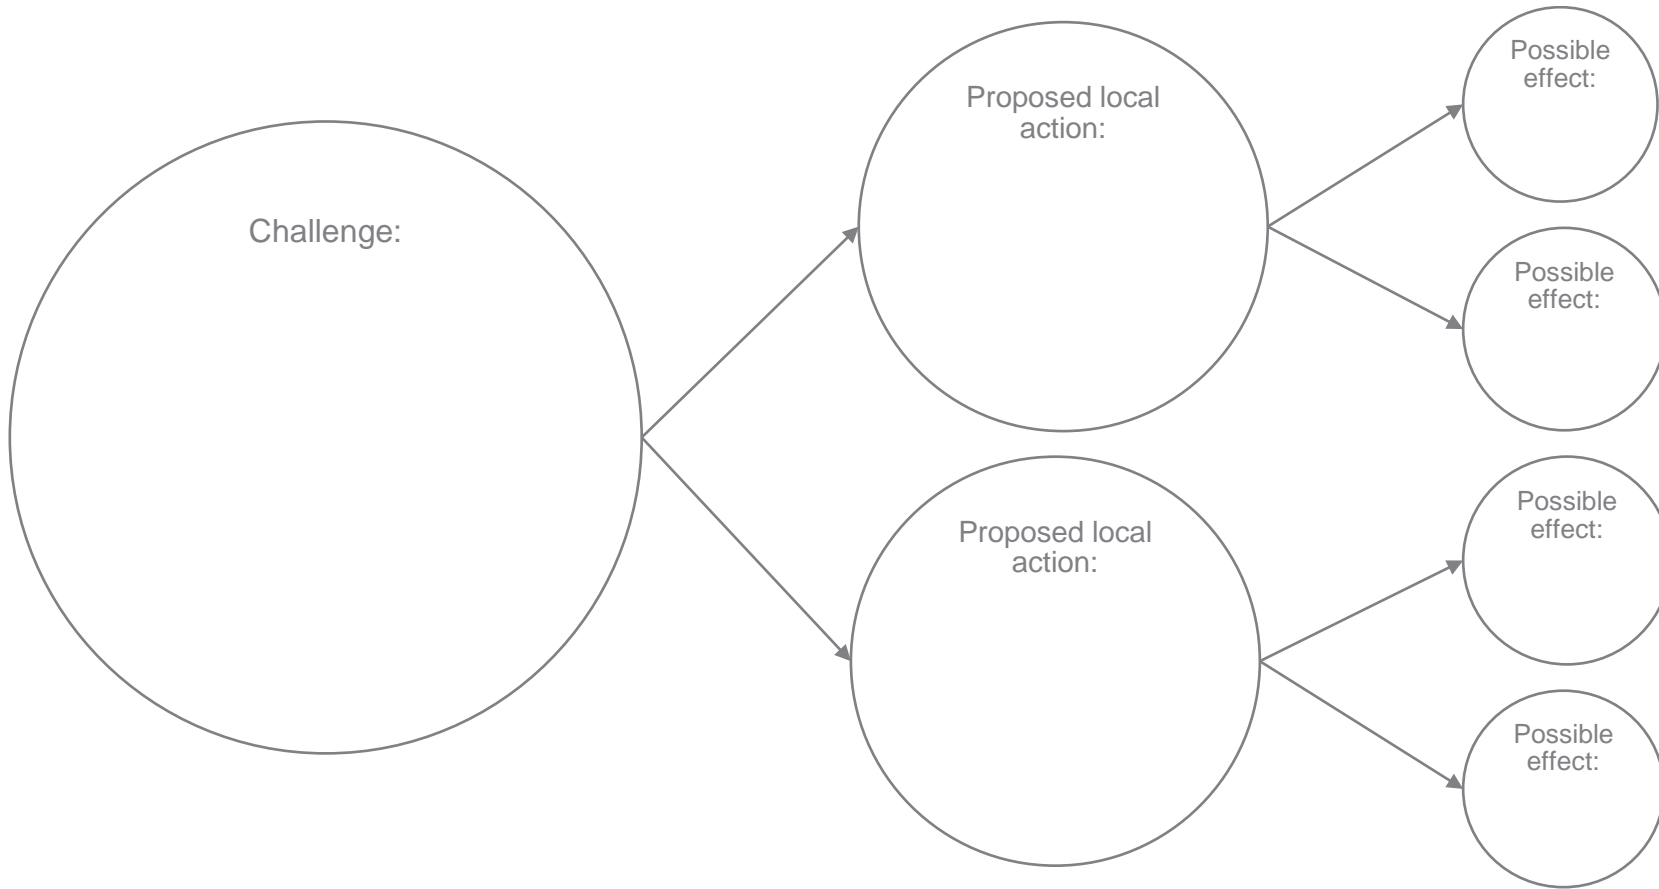 Challenge:
Proposed local
action:
Possible
effect:
Possible
effect:
Proposed local
action:
Possible
effect:
Possible
effect: